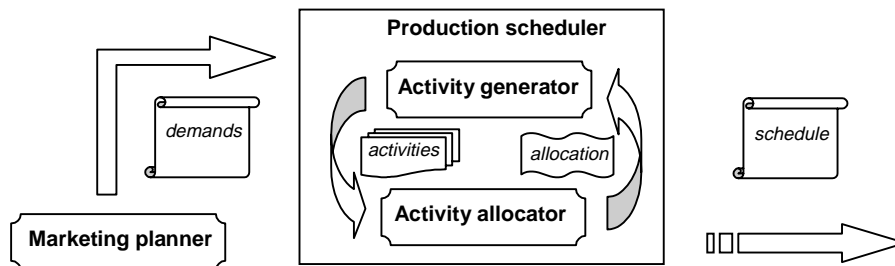 Production scheduler
Activity generator
demands
activities
allocation
schedule
Activity allocator
Marketing planner